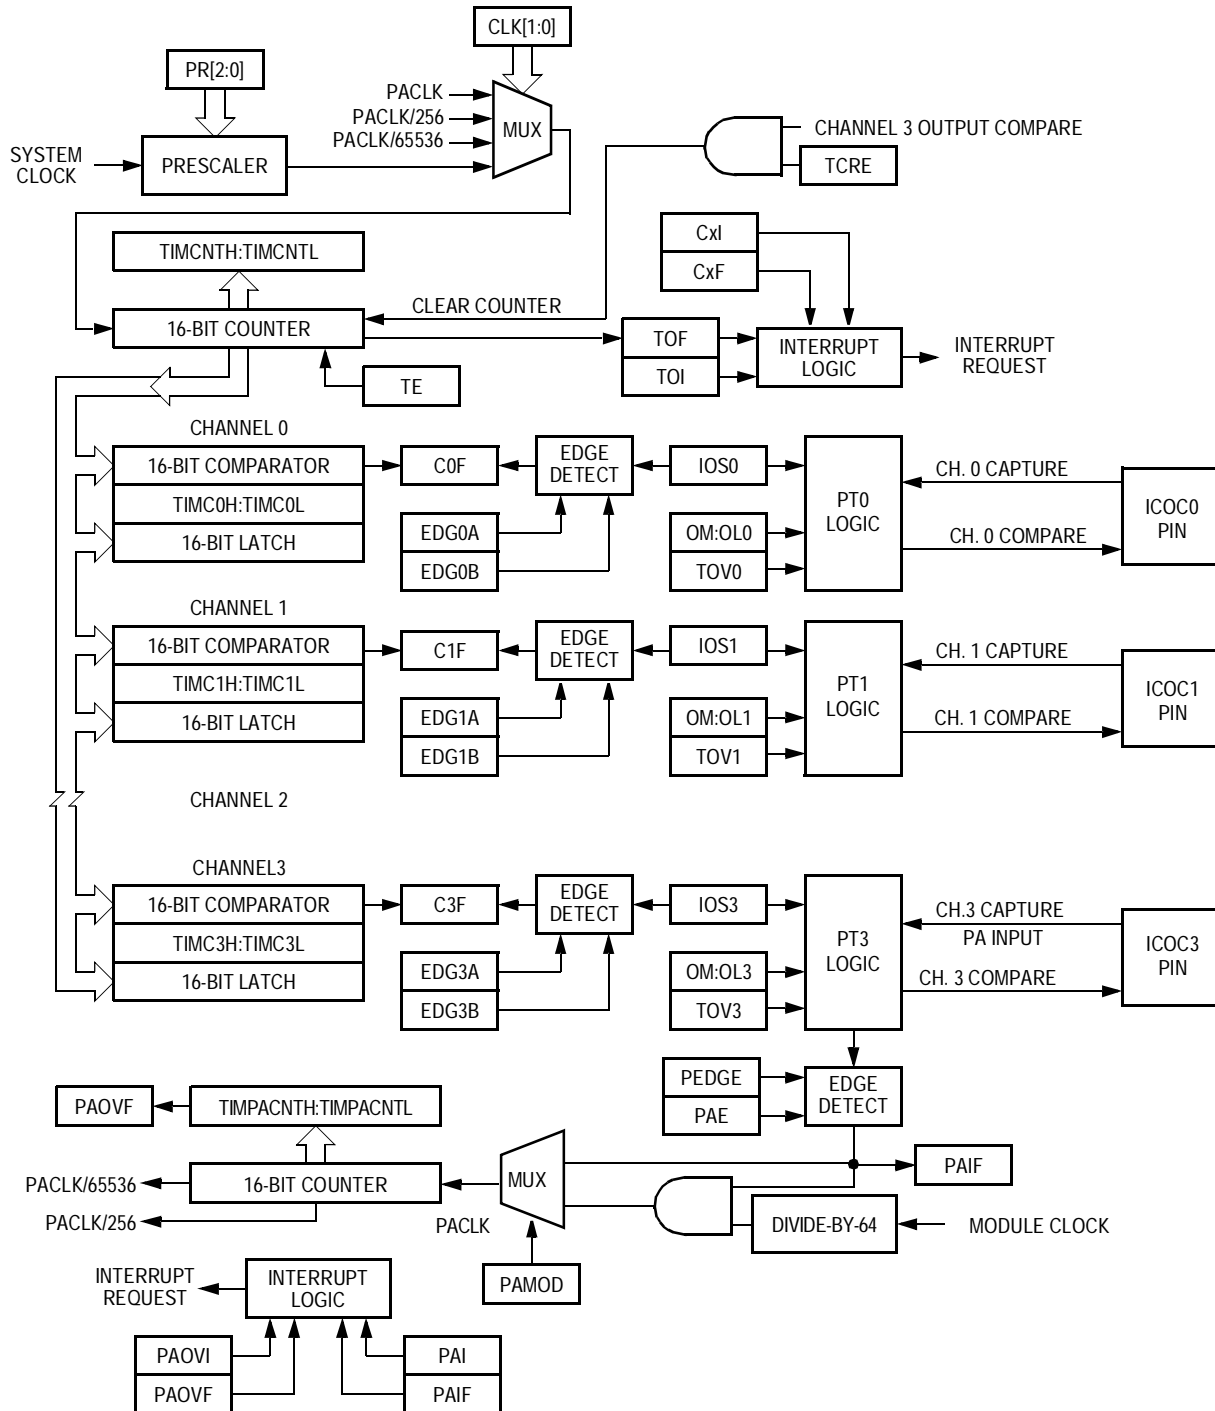 CLK[1:0]
PR[2:0]
PACLK
PACLK/256
PACLK/65536
MUX
CHANNEL 3 OUTPUT COMPARE
SYSTEM
CLOCK
PRESCALER
TCRE
TIMCNTH:TIMCNTL
CxI
CxF
CLEAR COUNTER
16-BIT COUNTER
TOF
TOI
INTERRUPT
LOGIC
INTERRUPT
REQUEST
TE
CHANNEL 0
16-BIT COMPARATOR
TIMC0H:TIMC0L
16-BIT LATCH
C0F
EDGE
DETECT
IOS0
EDG0A
EDG0B
OM:OL0
TOV0
PT0
LOGIC
CH. 0 CAPTURE
CH. 0 COMPARE
ICOC0
PIN
CHANNEL 1
16-BIT COMPARATOR
TIMC1H:TIMC1L
16-BIT LATCH
C1F
EDGE
DETECT
IOS1
EDG1A
EDG1B
OM:OL1
TOV1
PT1
LOGIC
CH. 1 CAPTURE
CH. 1 COMPARE
ICOC1
PIN
CHANNEL 2
CHANNEL3
16-BIT COMPARATOR
TIMC3H:TIMC3L
16-BIT LATCH
C3F
EDGE
DETECT
IOS3
EDG3A
EDG3B
OM:OL3
TOV3
PT3
LOGIC
CH.3 CAPTURE
PA INPUT
CH. 3 COMPARE
ICOC3
PIN
PEDGE
PAE
EDGE
DETECT
PAOVF
TIMPACNTH:TIMPACNTL
PACLK/65536
PACLK/256
16-BIT COUNTER
PACLK
MUX
PAIF
DIVIDE-BY-64
MODULE CLOCK
PAMOD
INTERRUPT
REQUEST
INTERRUPT
LOGIC
PAOVI
PAOVF
PAI
PAIF